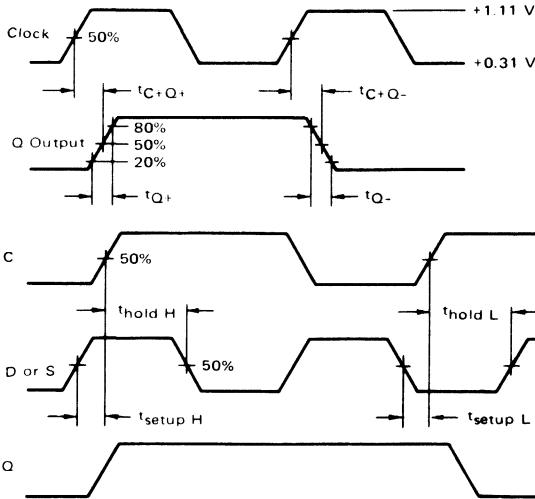 +1.11 V
Clock
50%
+0.31 V
tC+Q+
tC+Q-
80%
Q Output
50%
20%
tQ+
tQ-
C
50%
thold H
thold L
D or S
50%
tsetup H
tsetup L
Q